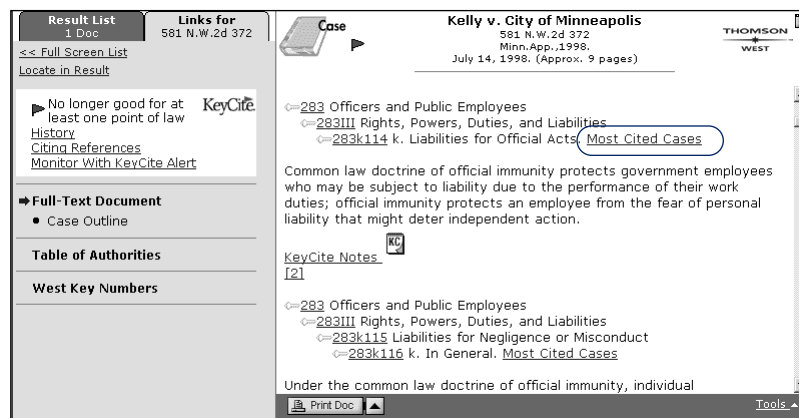 Result List
1 Doc
Links for
581 N.W.2d 372
<< Full Screen List
Locate in Result
No longer good for at
least one point of law
KeyCite.
History
Citing References
Monitor With KeyCite Alert
Full-Text Document
• Case Outline
Table of Authorities
West Key Numbers
Case
Kelly v. City of Minneapolis
581 N.W.2d 372
Minn.App.,1998.
July 14, 1998. (Approx. 9 pages)
THOMSON
WEST
283 Officers and Public Employees
283III Rights, Powers, Duties, and Liabilities
283k114 k. Liabilities for Official Acts. Most Cited Cases
Common law doctrine of official immunity protects government employees
who may be subject to liability due to the performance of their work
duties; official immunity protects an employee from the fear of personal
liability that might deter independent action.
KC
KeyCite Notes
[2]
283 Officers and Public Employees
283III Rights, Powers, Duties, and Liabilities
283k115 Liabilities for Negligence or Misconduct
283k116 k. In General. Most Cited Cases
Under the common law doctrine of official immunity, individual
Print Doc
Tools